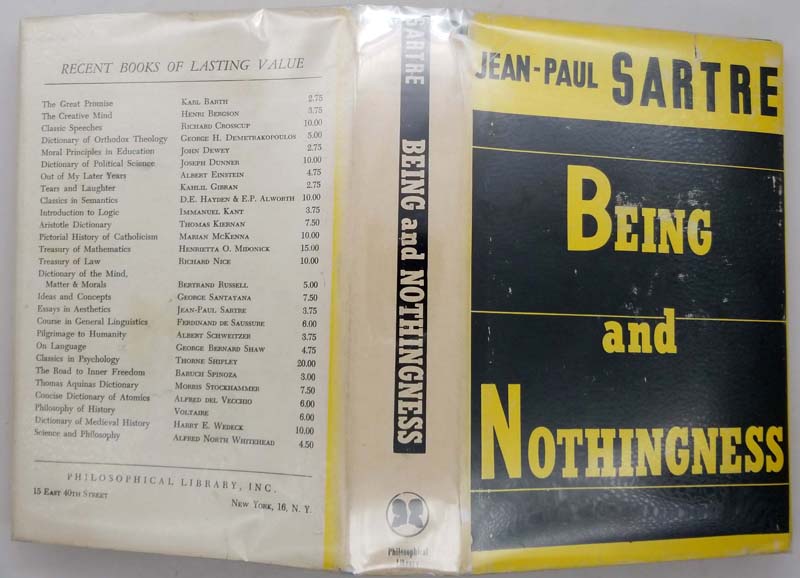 RECENT BOOKS OF LASTING VALUE
The Great Promise KARL BARTH 2.75
The Creative Mind HENRI BERGSON 3.75
Classic Speeches RICHARD CROSSCUP 10.00
Dictionary of Orthodox Theology GEORGE H. DEMETRAKOPOULOS 5.00
Moral Principles in Education JOHN DEWEY 2.75
Dictionary of Political Science JOSEPH DUNNER 10.00
Out of My Later Years ALBERT EINSTEIN 4.75
Tears and Laughter KAHLIL GIBRAN 2.75
Classics in Semantics D.E. HAYDEN & E.P. ALWORTH 10.00
Introduction to Logic IMMANUEL KANT 3.75
Aristotle Dictionary THOMAS KIERNAN 7.50
Pictorial History of Catholicism MARIAN MCKENNA 10.00
Treasury of Mathematics HENRIETTA O. MIDONICK 15.00
Treasury of Law RICHARD NICE 10.00
Dictionary of the Mind,
Matter & Morals BERTRAND RUSSELL 5.00
Ideas and Concepts GEORGE SANTATANA 7.50
Essays in Aesthetics JEAN-PAUL SARTRE 3.75
Course in General Linguistics FERDINAND DE SAUSSURE 6.00
Pilgrimage to Humanity ALBERT SCHWEITZER 3.75
On Language GEORGE BERNARD SHAW 4.75
Classics in Psychology THORNE SHIPLEY 20.00
The Road to Inner Freedom BARUCH SPINOZA 3.00
Thomas Aquinas Dictionary MORRIS STOCKHAMMER 7.50
Concise Dictionary of Atomics ALFRED DEL VECCHIO 6.00
Philosophy of History VOLTAIRE 6.00
Dictionary of Medieval History HARRY E. WEDECK 10.00
Science and Philosophy ALFRED NORTH WHITEHEAD 4.50
PHILOSOPHICAL LIBRARY, INC.
15 EAST 40TH STREET
NEW YORK, 16, N. Y.
SARTRE BEING and NOTHINGNESS
Philosophical
Library
JEAN-PAUL SARTRE
BEING
and
NOTHINGNESS